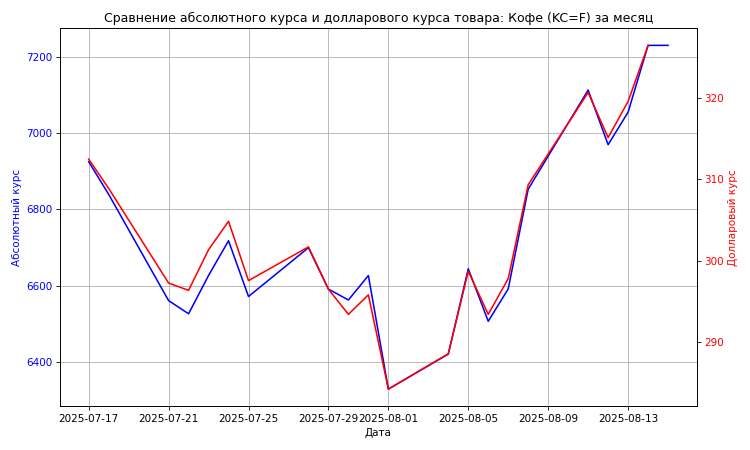 Сравнение абсолютного курса и долларового курса товара: Кофе (KC=F) за месяц
7200
7000
6800
6600
6400
Абсолютный курс
320
310
300
290
Долларовый курс
2025-07-17 2025-07-21 2025-07-25 2025-07-29 2025-08-01 2025-08-05 2025-08-09 2025-08-13
Дата